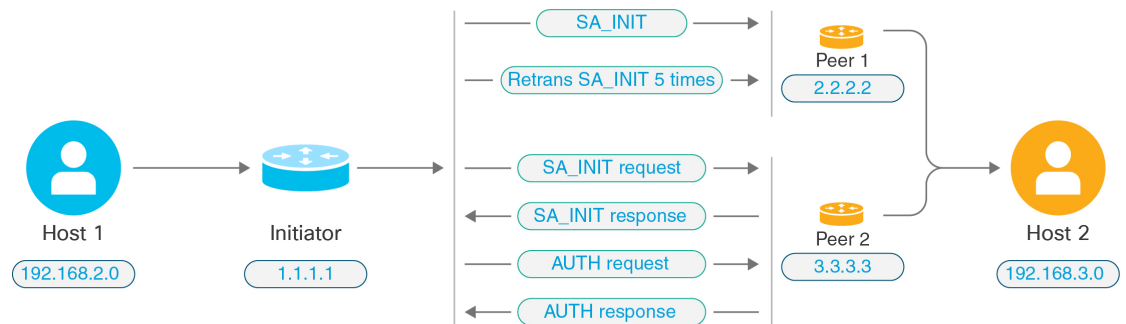 SA_INIT
Retrans SA_INIT 5 times
Peer 1
2.2.2.2
Host 1
192.168.2.0
Initiator
1.1.1.1
SA_INIT request
SA_INIT response
AUTH request
AUTH response
Peer 2
3.3.3.3
Host 2
192.168.3.0